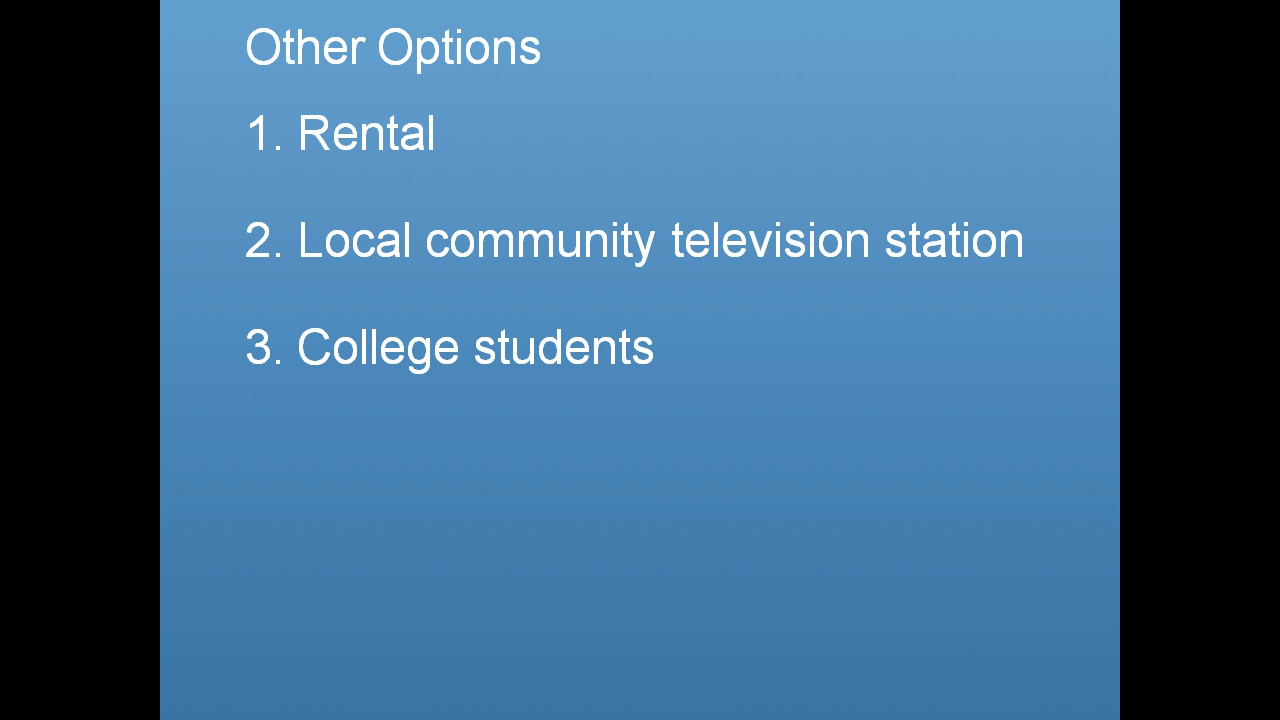 Other Options
1. Rental
2. Local community television station
3. College students